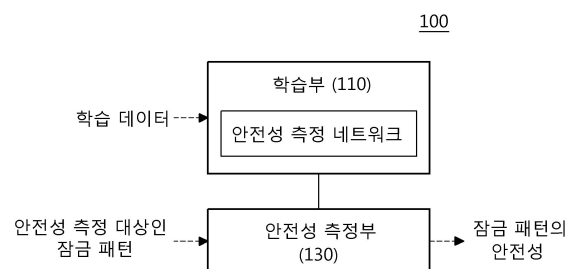 100
학습부 (110)
학습 데이터
안전성 측정 네트워크
안전성 측정 대상인
잠금 패턴
안전성 측정부
(130)
잠금 패턴의
안전성